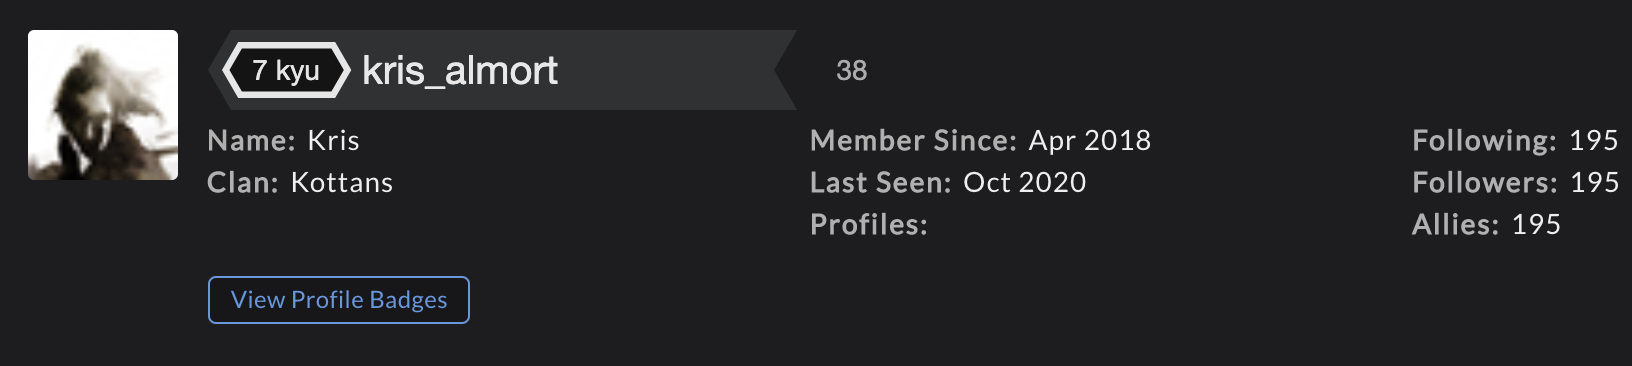 7 kyu kris_almort 38
Name: Kris
Clan: Kottans
Member Since: Apr 2018
Last Seen: Oct 2020
Profiles:
Following: 195
Followers: 195
Allies: 195
View Profile Badges